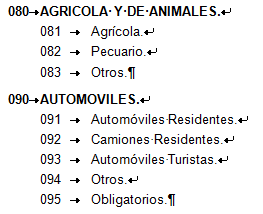 080 AGRICOLA Y DE ANIMALES.
081 Agrícola.
082 Pecuario.
083 Otros.¶
090 AUTOMOVILES.
091 Automóviles Residentes.
092 Camiones Residentes.
093 Automóviles Turistas.
094 Otros.
095 Obligatorios.¶